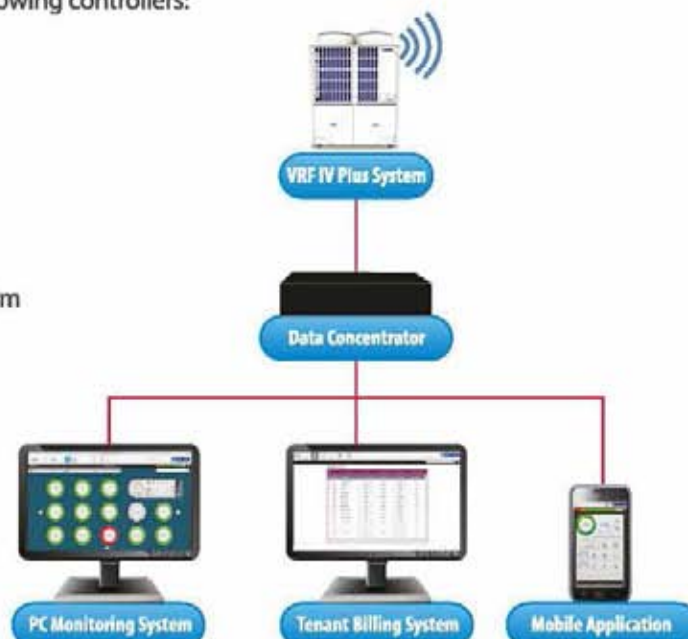 owing controllers:
VRF IV Plus System
m
Data Concentrator
PC Monitoring System
Tenant Billing System
Mobile Application